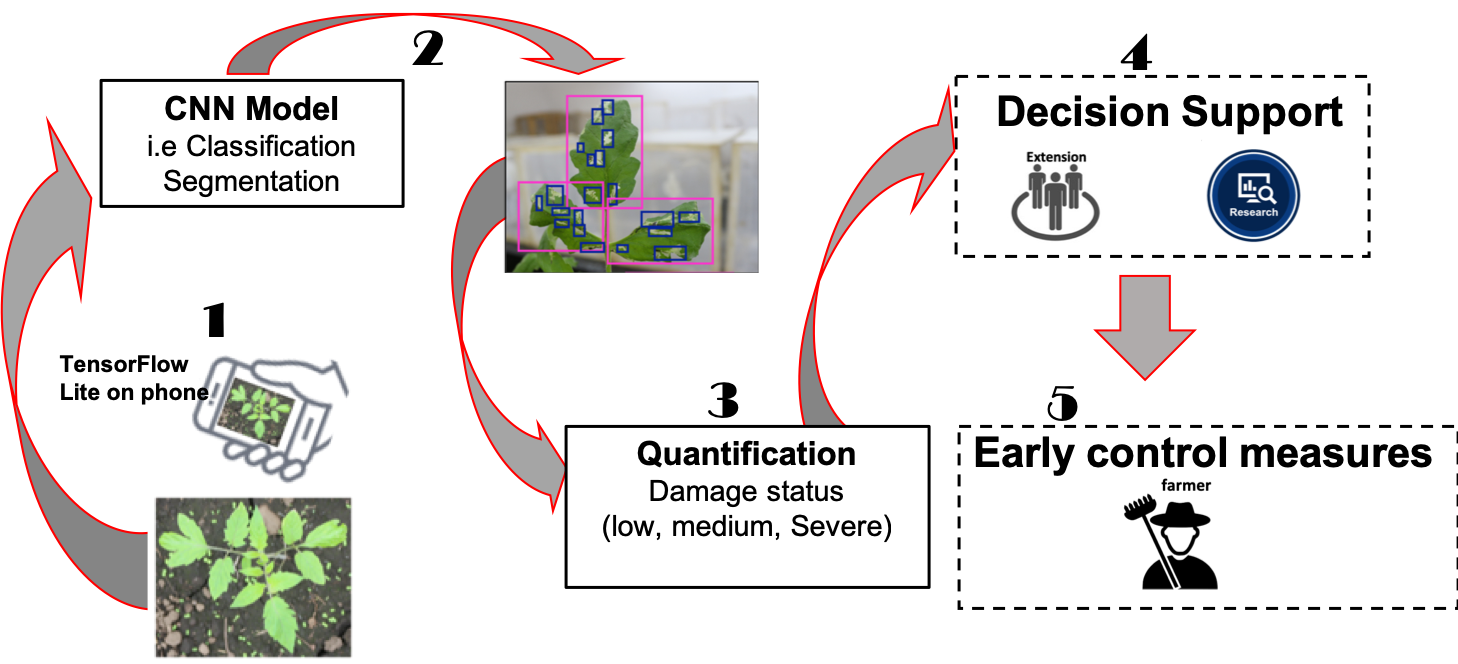 1
TensorFlow
Lite on phone
CNN Model
i.e Classification
Segmentation
2
3
Quantification
Damage status
(low, medium, Severe)
4
Decision Support
Extension
Research
5
Early control measures
farmer